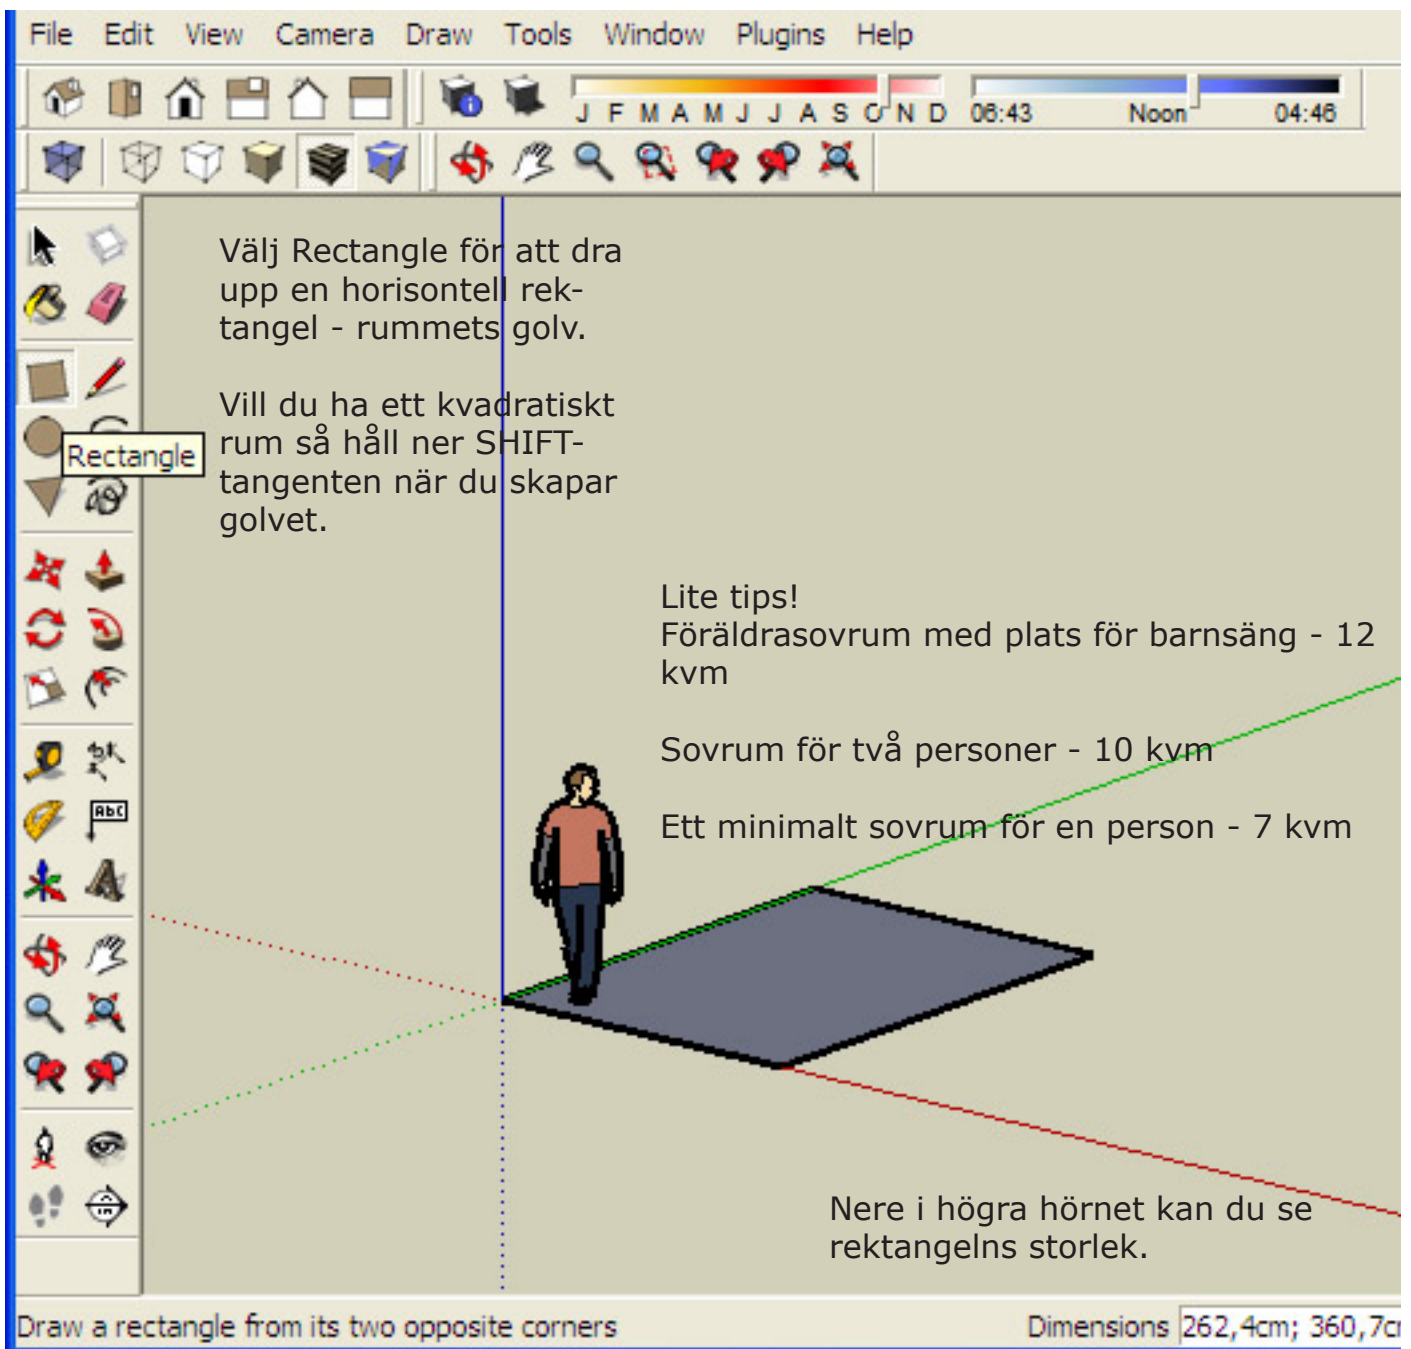 File Edit View Camera Draw Tools Window Plugins Help
J F M A M J J A S O N D 06:43 Noon 04:46
Välj Rectangle för att dra
upp en horisontell rek-
tangel - rummets golv.
Vill du ha ett kvadratiskt
rum så håll ner SHIFT-
tangenten när du skapar
golvet.
Rectangle
Lite tips!
Föräldrasovrum med plats för barnsäng - 12
kvm
Sovrum för två personer - 10 kvm
Ett minimalt sovrum för en person - 7 kvm
ABC
Nere i högra hörnet kan du se
rektangelns storlek.
Draw a rectangle from its two opposite corners Dimensions 262,4cm; 360,7c